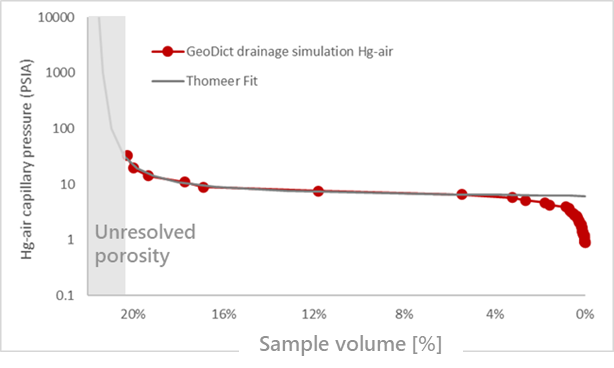 10000
1000
100
10
1
0.1
Hg-air capillary pressure (PSIA)
GeoDict drainage simulation Hg-air
Thomeer Fit
Unresolved
porosity
20%
16%
12%
8%
4%
0%
Sample volume [%]